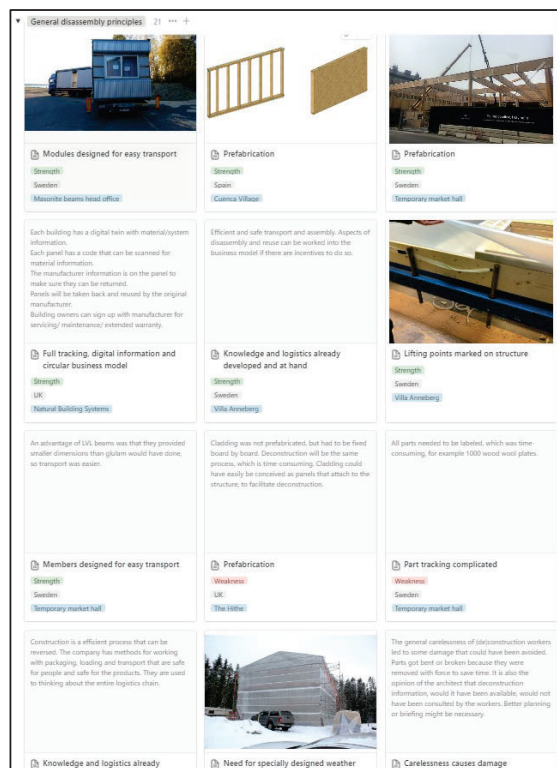 General disassembly principles 21 ... +
Modules designed for easy transport
Strength
Sweden
Masonite beams head office
Prefabrication
Strength
Spain
Cuenca Village
Prefabrication
Strength
Sweden
Temporary market hall
Each building has a digital twin with material/system
information.
Each panel has a code that can be scanned for
material information.
The manufacturer information is on the panel to
make sure they can be returned.
Panels will be taken back and reused by the original
manufacturer.
Building owners can sign up with manufacturer for
servicing/ maintenance/ extended warranty.
Full tracking, digital information and
circular business model
Strength
UK
Natural Building Systems
Efficient and safe transport and assembly. Aspects of
disassembly and reuse can be worked into the
business model if there are incentives to do so.
Knowledge and logistics already
developed and at hand
Strength
Sweden
Villa Anneberg
Lifting points marked on structure
Strength
Sweden
Villa Anneberg
An advantage of LVL beams was that they provided
smaller dimensions than glulam would have done,
so transport was easier.
Members designed for easy transport
Strength
Sweden
Temporary market hall
Cladding was not prefabricated, but had to be fixed
board by board. Deconstruction will be the same
process, which is time-consuming. Cladding could
have easily be conceived as panels that attach to the
structure, to facilitate deconstruction.
Prefabrication
Weakness
UK
The Hithe
All parts needed to be labeled, which was time-
consuming, for example 1000 wood wool plates.
Part tracking complicated
Weakness
Sweden
Temporary market hall
Construction is a efficient process that can be
reversed. The company has methods for working
with packaging, loading and transport that are safe
for people and safe for products. They are used
to thinking about the entire logistics chain.
Knowledge and logistics already
Need for specially designed weather
The general carelessness of (de)construction workers
led to some damage that could have been avoided.
Parts got bent or broken because they were
removed with force to save time. It is also the
opinion of the architect that deconstruction
information, would it have been available, would not
have been consulted by the workers. Better planning
or briefing might be necessary.
Carelessness causes damage